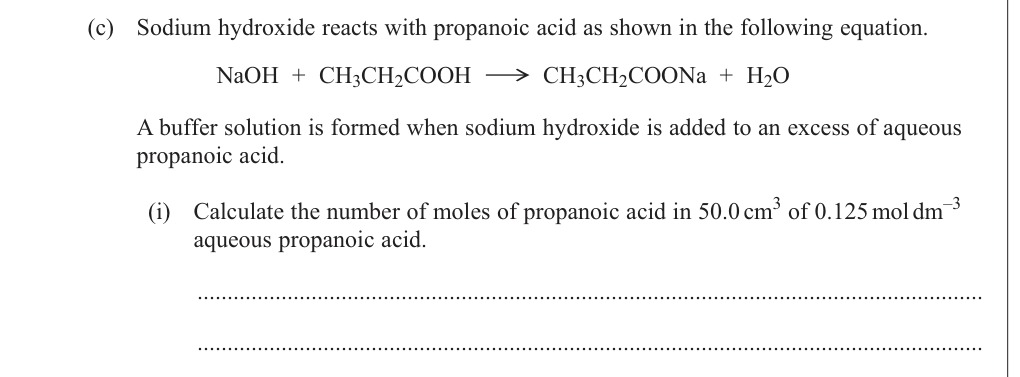 (c) Sodium hydroxide reacts with propanoic acid as shown in the following equation.
NaOH + CH₃CH₂COOH ⟶ CH₃CH₂COONa + H₂O
A buffer solution is formed when sodium hydroxide is added to an excess of aqueous
propanoic acid.
(i) Calculate the number of moles of propanoic acid in 50.0 cm³ of 0.125 mol dm⁻³
aqueous propanoic acid.